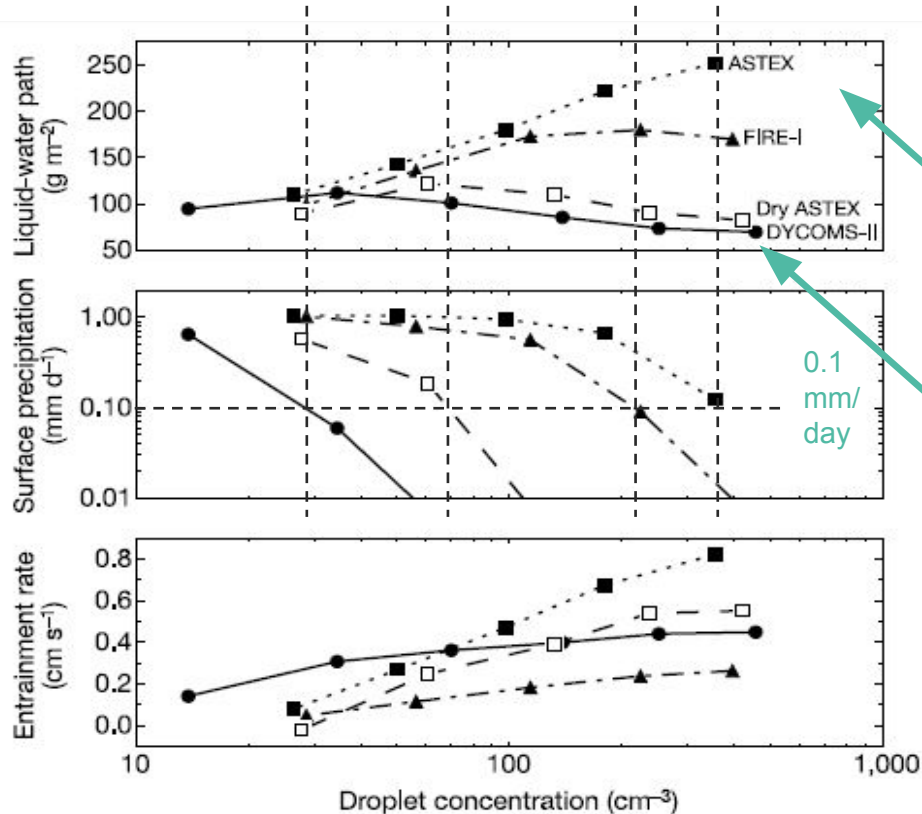 Liquid-water path
(g m⁻²)
250
200
150
100
50
ASTEX
FIRE-I
Dry ASTEX
DYCOMS-II
Surface precipitation
(mm d⁻¹)
1.00
0.10
0.01
0.1
mm/
day
Entrainment rate
(cm s⁻¹)
0.8
0.6
0.4
0.2
0.0
10
100
1,000
Droplet concentration (cm⁻³)